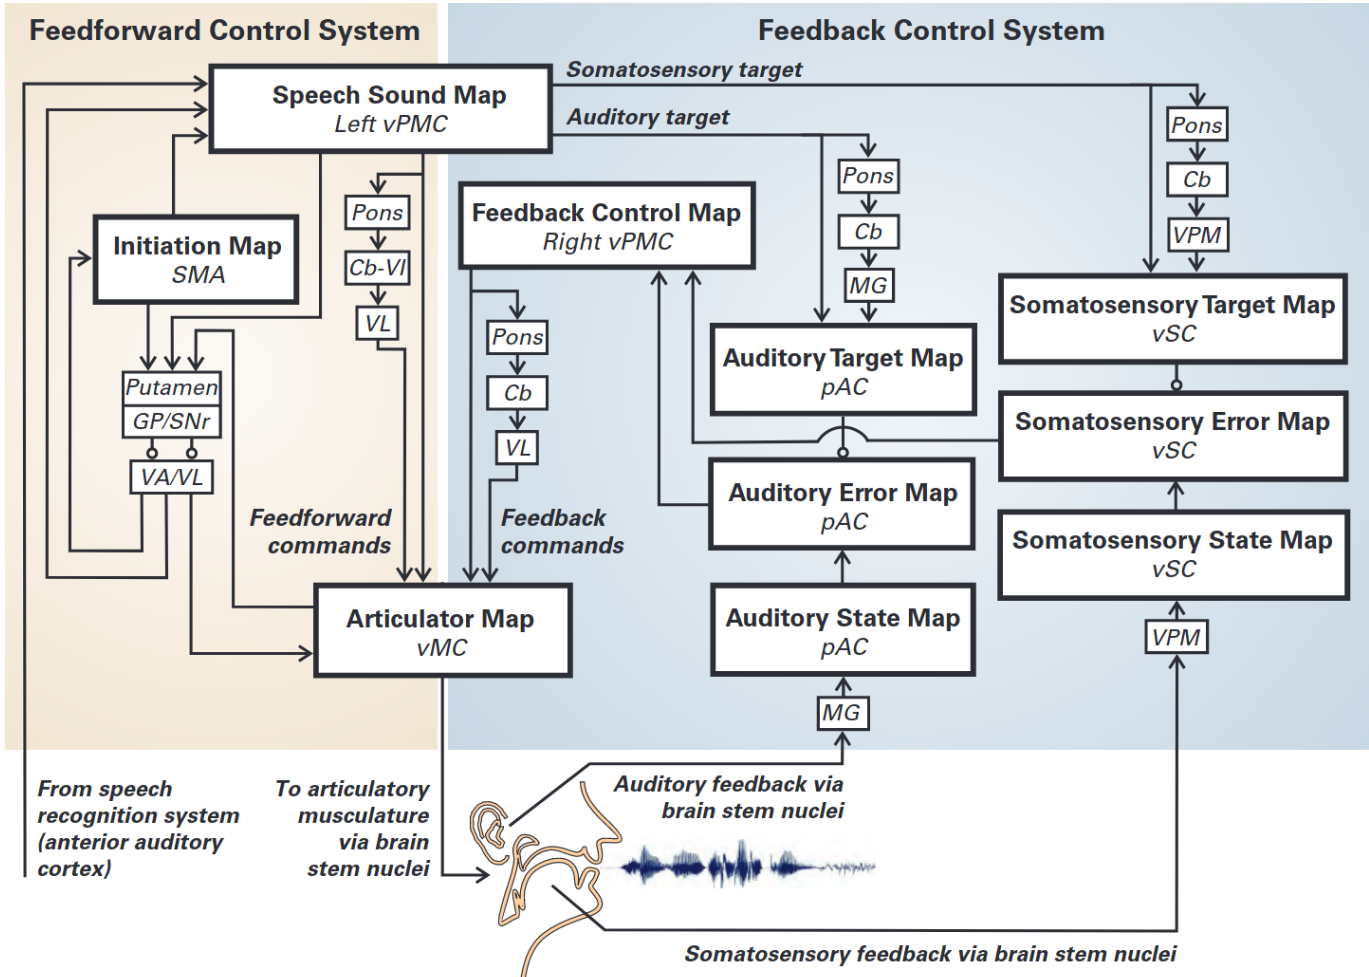 Feedforward Control System
Feedback Control System
Speech Sound Map
Left vPMC
Somatosensory target
Auditory target
Pons
Cb
VPM
Pons
Cb
MG
Pons
Cb-VI
VL
Initiation Map
SMA
Feedback Control Map
Right vPMC
Pons
Cb
VL
Putamen
GP/SNr
VA/VL
Auditory Target Map
pAC
Somatosensory Target Map
vSC
Somatosensory Error Map
vSC
Auditory Error Map
pAC
Somatosensory State Map
vSC
Feedforward
commands
Feedback
commands
Articulator Map
vMC
Auditory State Map
pAC
VPM
MG
From speech
recognition system
(anterior auditory
cortex)
To articulatory
musculature
via brain
stem nuclei
Auditory feedback via
brain stem nuclei
Somatosensory feedback via brain stem nuclei